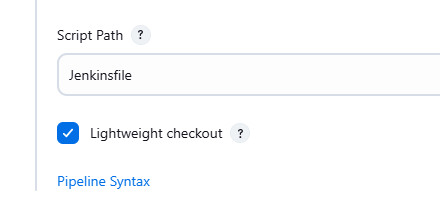 Script Path ?
Jenkinsfile
Lightweight checkout ?
Pipeline Syntax